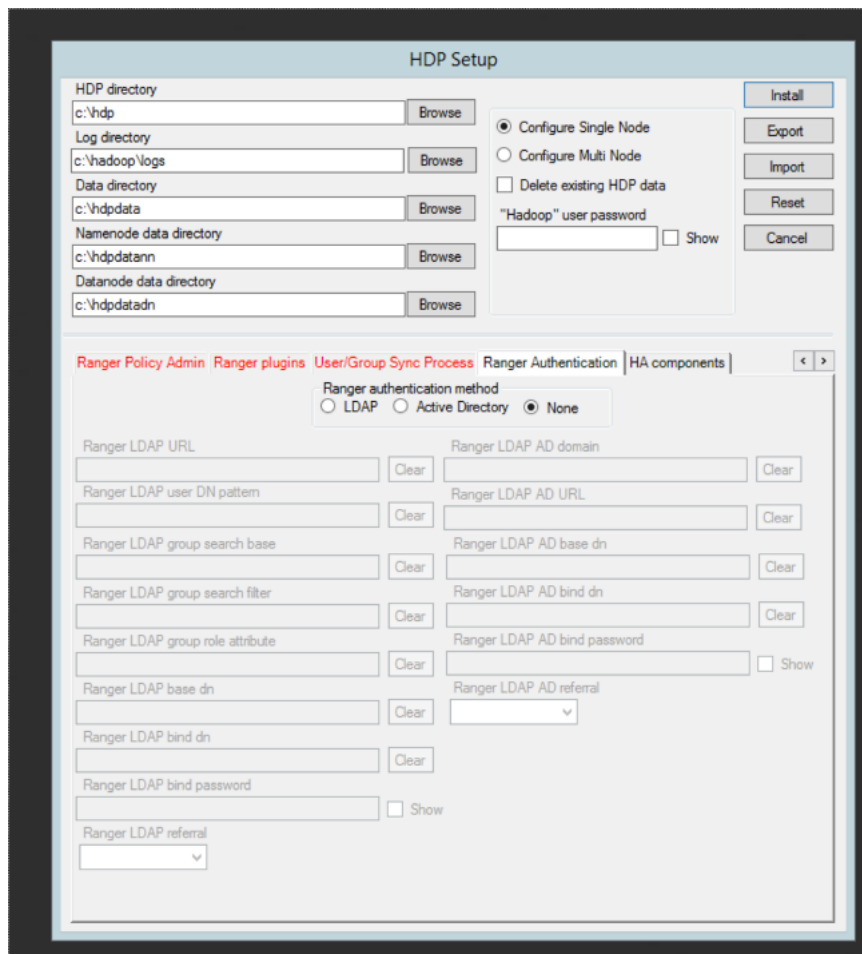 HDP Setup
HDP directory
c:\hdp
Browse
Log directory
c:\hadoop\logs
Browse
Data directory
c:\hdpdata
Browse
Namenode data directory
c:\hdpdatann
Browse
Datanode data directory
c:\hdpdatadn
Browse
Configure Single Node
Configure Multi Node
Delete existing HDP data
"Hadoop" user password
Show
Install
Export
Import
Reset
Cancel
Ranger Policy Admin Ranger plugins User/Group Sync Process Ranger Authentication HA components < >
Ranger authentication method
LDAP Active Directory None
Ranger LDAP URL
Clear
Ranger LDAP user DN pattern
Clear
Ranger LDAP group search base
Clear
Ranger LDAP group search filter
Clear
Ranger LDAP group role attribute
Clear
Ranger LDAP base dn
Clear
Ranger LDAP bind dn
Clear
Ranger LDAP bind password
Show
Ranger LDAP referral
Ranger LDAP AD domain
Clear
Ranger LDAP AD URL
Clear
Ranger LDAP AD base dn
Clear
Ranger LDAP AD bind dn
Clear
Ranger LDAP AD bind password
Show
Ranger LDAP AD referral